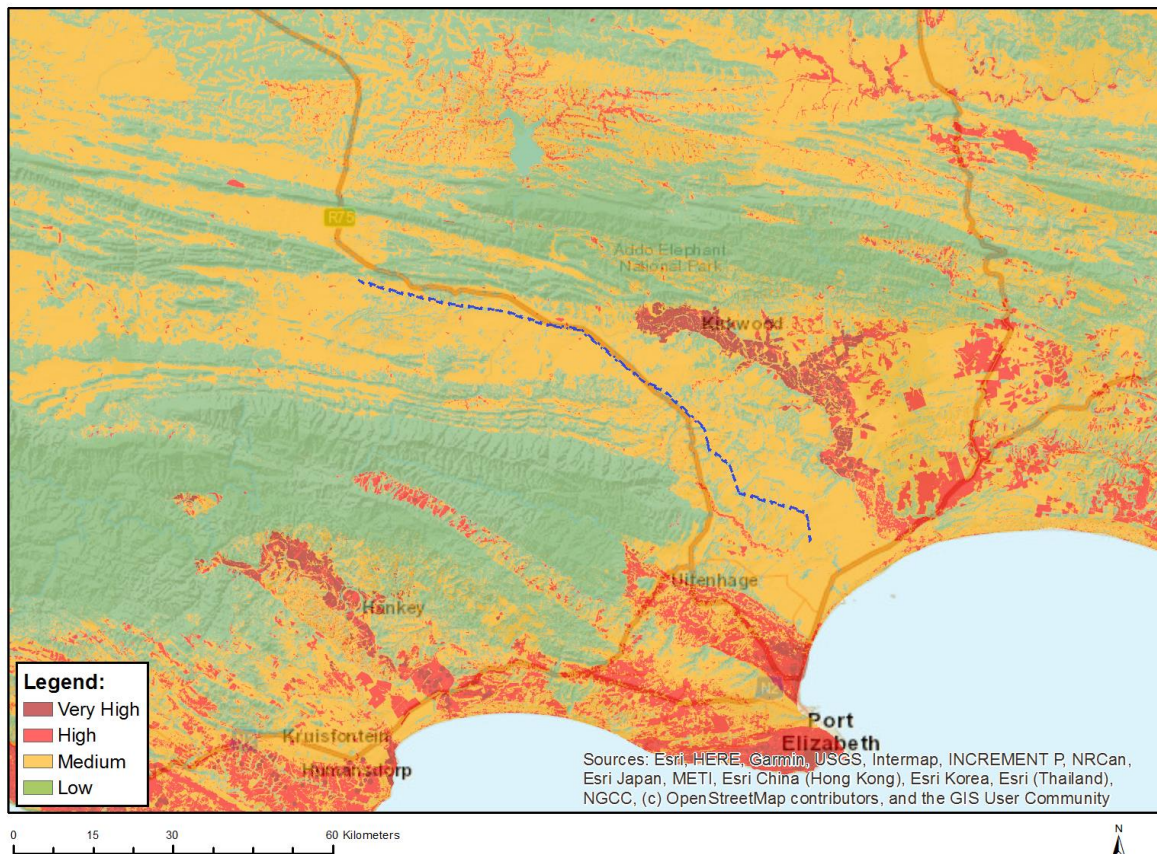 R75
Addo Elephant
National Park
Kirkwood
Uitenhage
Hankey
N2
Port
Elizabeth
Kruisfontein
Humansdorp
Legend:
Very High
High
Medium
Low
Sources: Esri, HERE, Garmin, USGS, Intermap, INCREMENT P, NRCan,
Esri Japan, METI, Esri China (Hong Kong), Esri Korea, Esri (Thailand),
NGCC, (c) OpenStreetMap contributors, and the GIS User Community
0 15 30 60 Kilometers
N